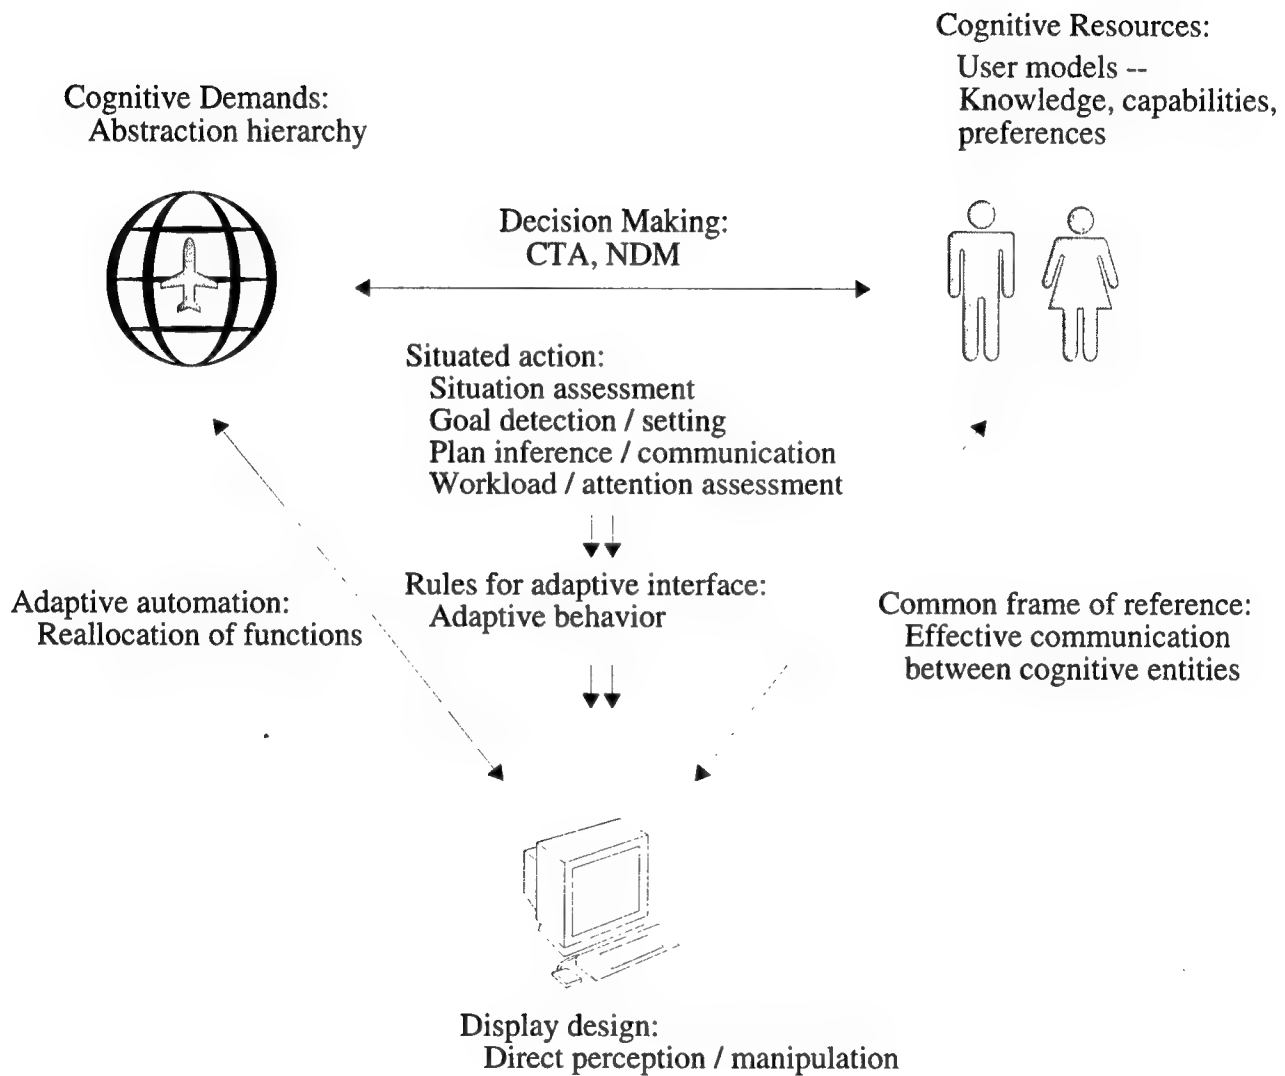 Cognitive Resources:
User models --
Knowledge, capabilities,
preferences
Cognitive Demands:
Abstraction hierarchy
Decision Making:
CTA, NDM
Situated action:
Situation assessment
Goal detection / setting
Plan inference / communication
Workload / attention assessment
Rules for adaptive interface:
Adaptive behavior
Adaptive automation:
Reallocation of functions
Common frame of reference:
Effective communication
between cognitive entities
Display design:
Direct perception / manipulation